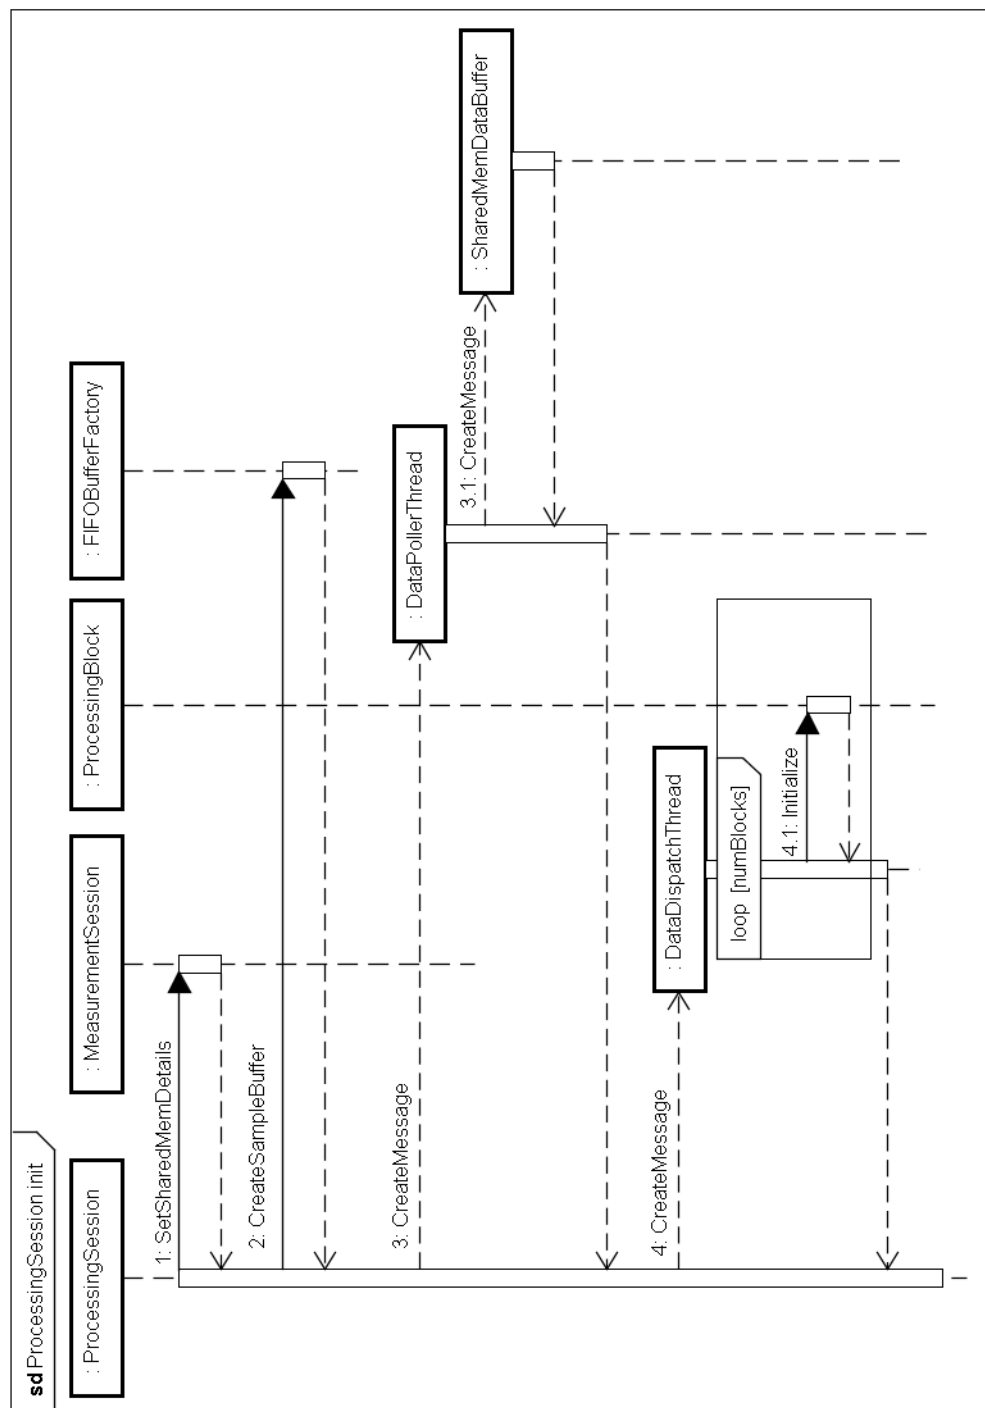 sd ProcessingSession init
: ProcessingSession
: MeasurementSession
: ProcessingBlock
: FIFOBufferFactory
1: SetSharedMemDetails
2: CreateSampleBuffer
3: CreateMessage
: DataPollerThread
3.1: CreateMessage
: SharedMemDataBuffer
4: CreateMessage
: DataDispatchThread
loop [numBlocks]
4.1: Initialize